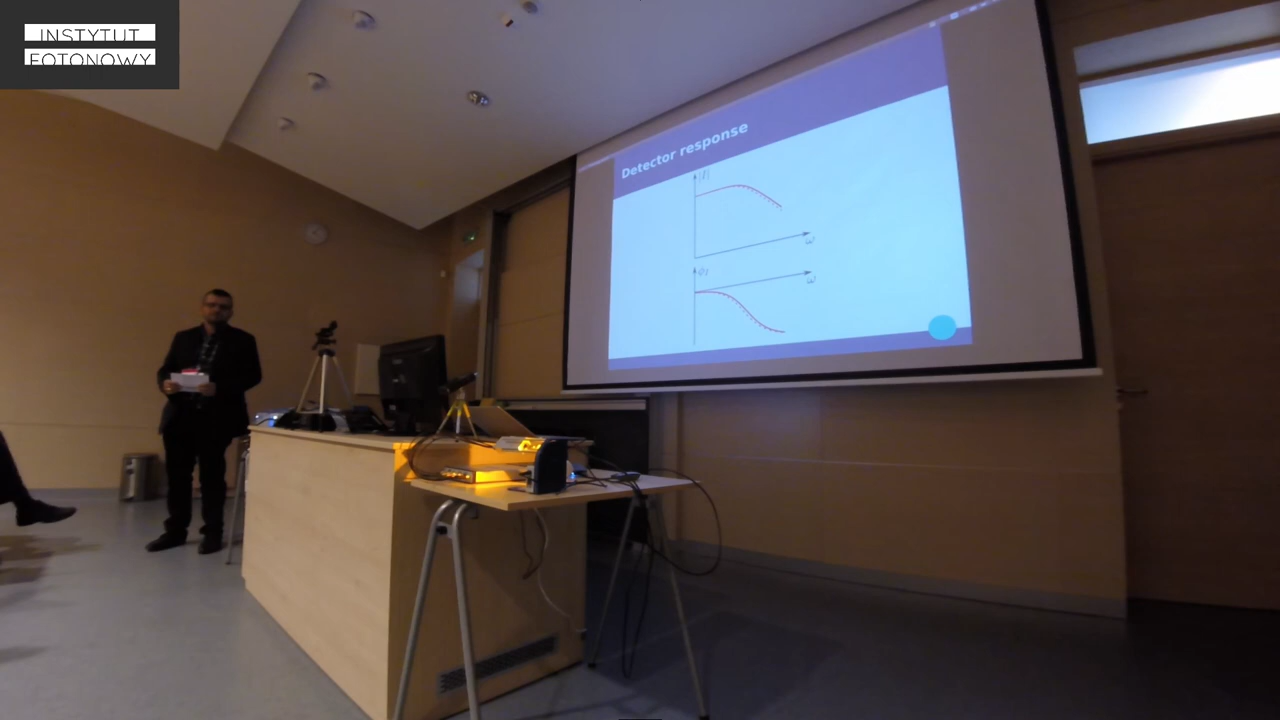 INSTYTUT
FOTONOWY
Detector response
ω
ω